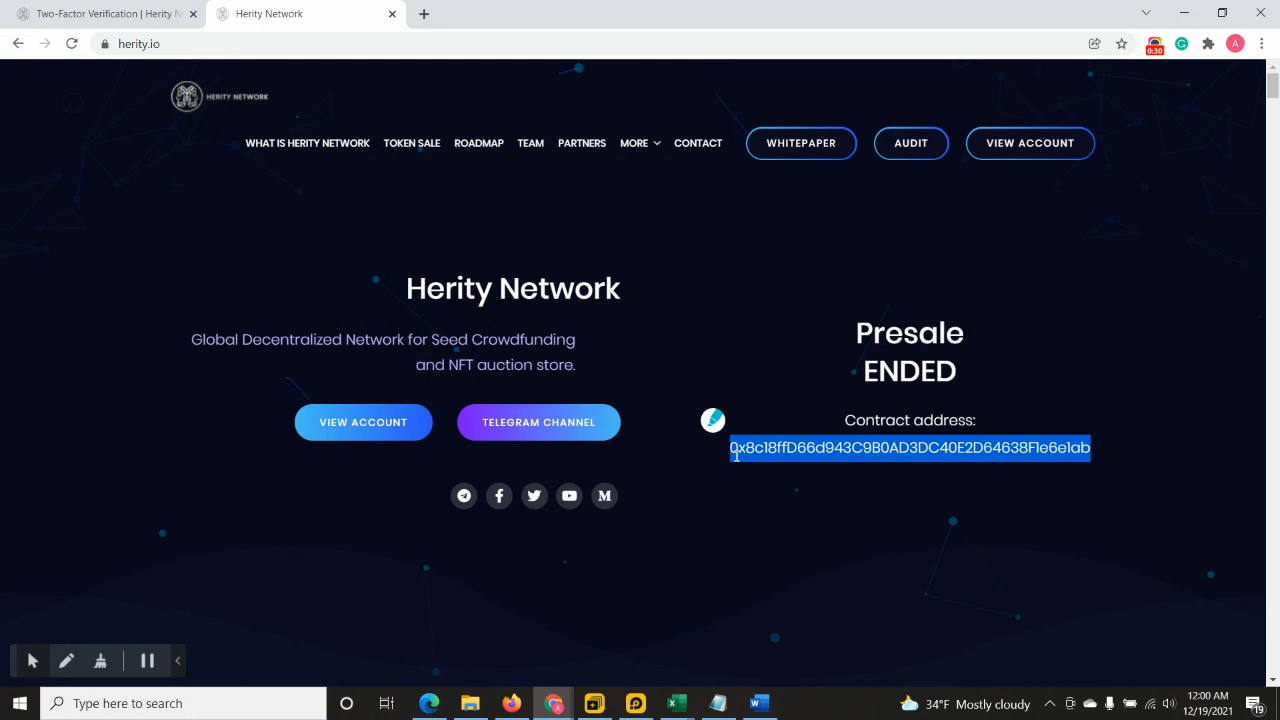 Two-Factor Verification | Herity N
Herity Network
herity.io
0:30
A
HERITY NETWORK
WHAT IS HERITY NETWORK
TOKEN SALE
ROADMAP
TEAM
PARTNERS
MORE
CONTACT
WHITEPAPER
AUDIT
VIEW ACCOUNT
Herity Network
Global Decentralized Network for Seed Crowdfunding
and NFT auction store.
VIEW ACCOUNT
TELEGRAM CHANNEL
Presale
ENDED
Contract address:
0x8c18ffD66d943C9B0AD3DC40E2D64638F1e6e1ab
Type here to search
34°F Mostly cloudy
12:00 AM
12/19/2021
19